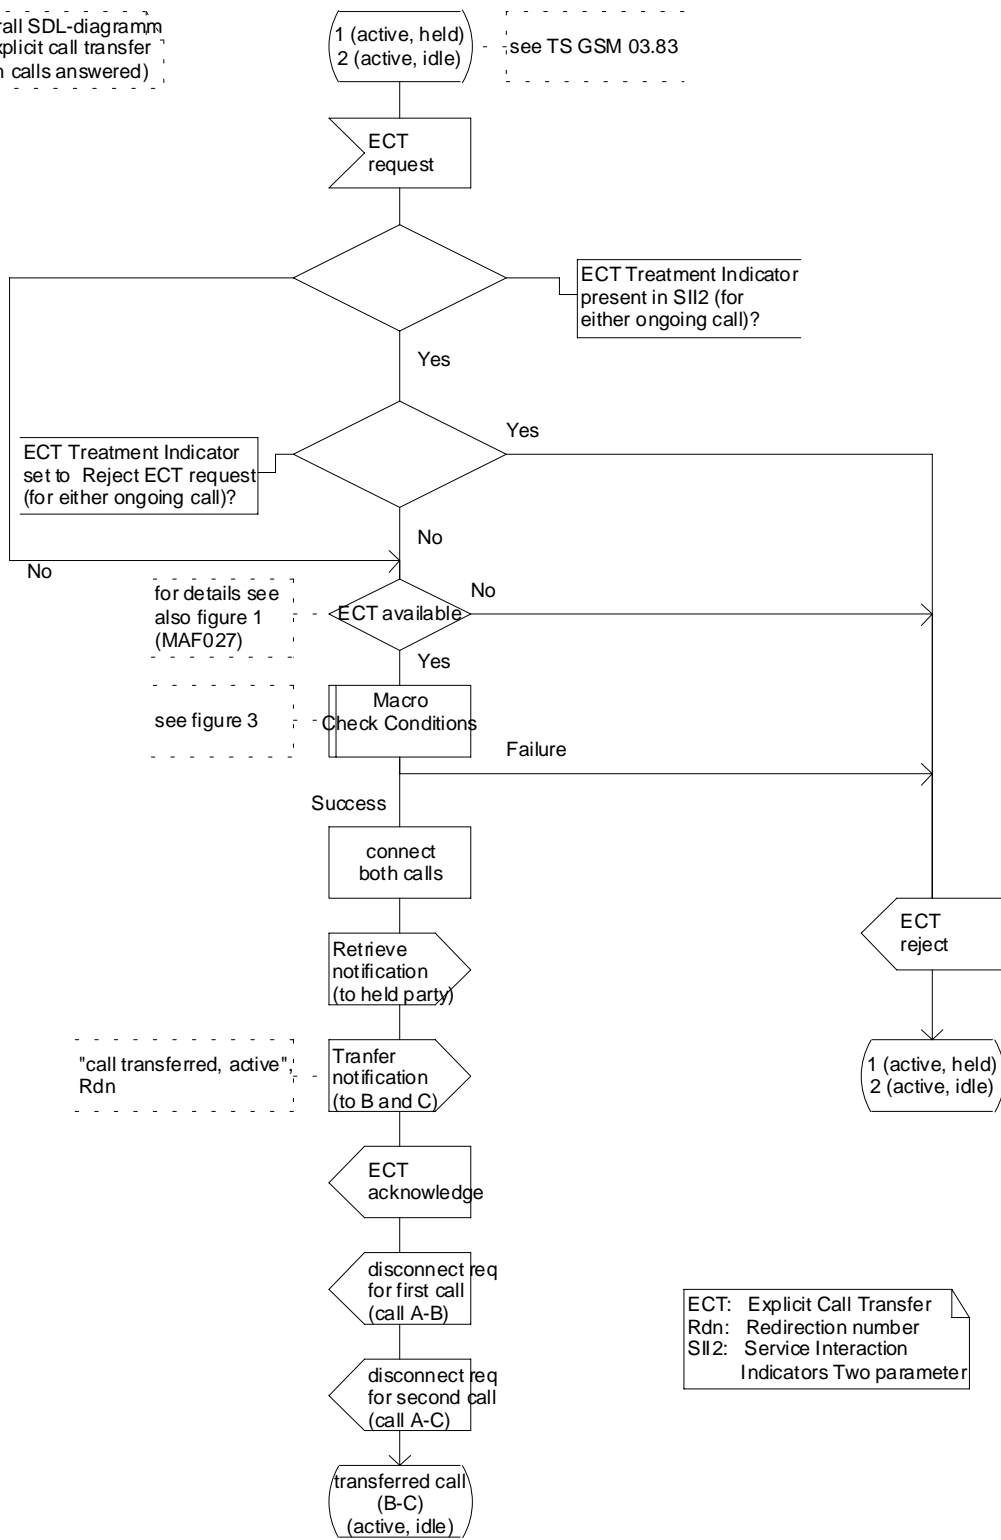 rall SDL-diagramm
xplicit call transfer
h calls answered)
1 (active, held)
2 (active, idle)
see TS GSM 03.83
ECT
request
ECT Treatment Indicator
present in SII2 (for
either ongoing call)?
Yes
Yes
ECT Treatment Indicator
set to Reject ECT request
(for either ongoing call)?
No
No
for details see
also figure 1
(MAF027)
ECT available
No
Yes
see figure 3
Macro
Check Conditions
Failure
Success
connect
both calls
ECT
reject
Retrieve
notification
(to held party)
"call transferred, active",
Rdn
Tranfer
notification
(to B and C)
1 (active, held)
2 (active, idle)
ECT
acknowledge
disconnect req
for first call
(call A-B)
ECT: Explicit Call Transfer
Rdn: Redirection number
SII2: Service Interaction
Indicators Two parameter
disconnect req
for second call
(call A-C)
transferred call
(B-C)
(active, idle)